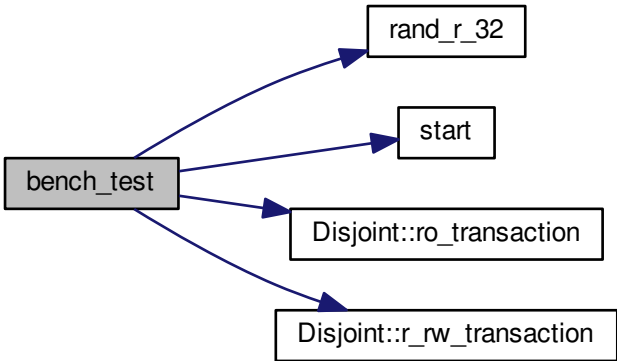 rand_r_32
start
bench_test
Disjoint::ro_transaction
Disjoint::r_rw_transaction